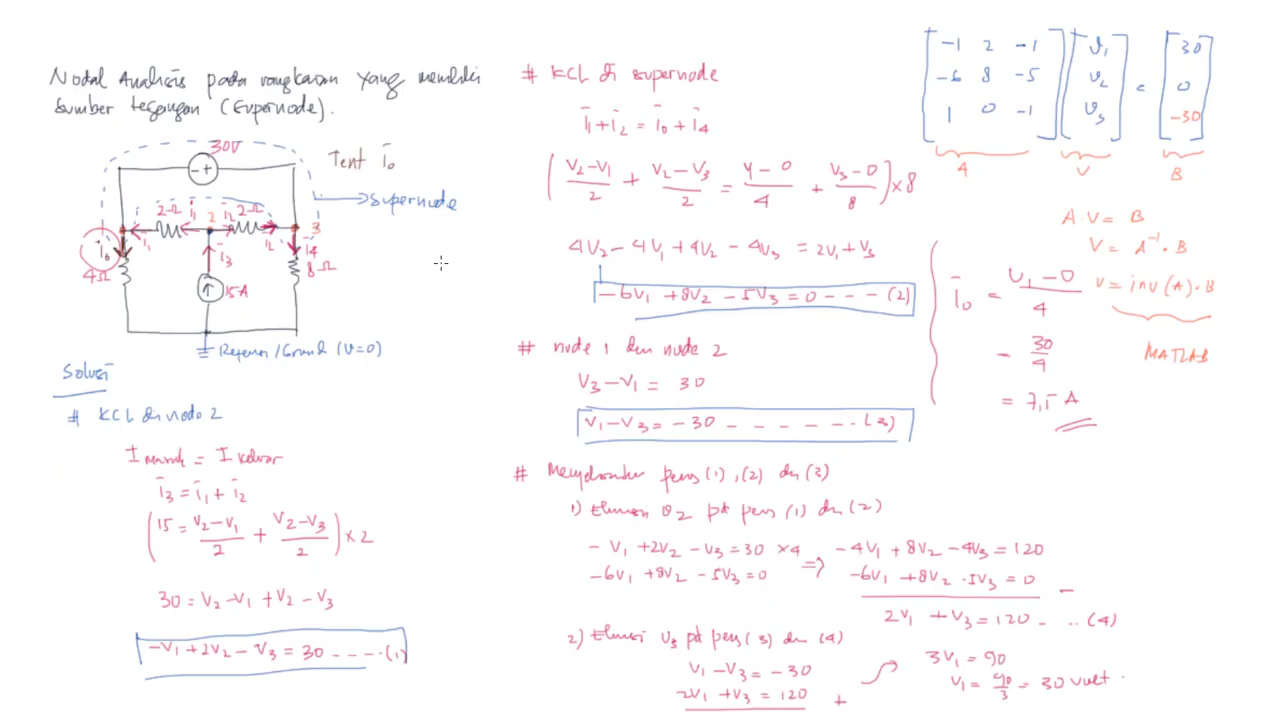 Nodal Analisis pada rangkaian yang memiliki
sumber tegangan (Supernode).
30V
- +
Tent i0
supernode
2Ω i1 2 i2 2Ω
3
i1 i2
i0 i3 i4
4Ω 8Ω
15A
Referensi/Ground (V=0)
Solusi
# KCL di node 2
I masuk = I keluar
i3 = i1 + i2
(15 = V2-V1/2 + V2-V3/2) x 2
30 = V2 - V1 + V2 - V3
-V1 + 2V2 - V3 = 30 ----- (1)
# KCL di supernode
i1 + i2 = i0 + i4
(V2-V1/2 + V2-V3/2 = V1-0/4 + V3-0/8) x 8
4V2 - 4V1 + 4V2 - 4V3 = 2V1 + V3
-6V1 + 8V2 - 5V3 = 0 --- (2)
# node 1 dan node 2
V3 - V1 = 30
V1 - V3 = -30 ------- (3)
# pers (1), (2) dan (3)
1) V2 pd pers (1) dan (2)
-V1 + 2V2 - V3 = 30 x4 ⇒ -4V1 + 8V2 - 4V3 = 120
-6V1 + 8V2 - 5V3 = 0 -6V1 + 8V2 - 5V3 = 0 -
2V1 + V3 = 120 - .. (4)
2) V3 pd pers (3) dan (4)
V1 - V3 = -30
2V1 + V3 = 120 +
3V1 = 90
V1 = 90/3 = 30 volt
-1 2 -1 V1 30
-6 8 -5 V2 = 0
1 0 -1 V3 -30
A V B
A.V = B
V = A^-1 . B
V = inv(A) . B
MATLAB
i0 = V1-0/4
= 30/4
= 7,5 A